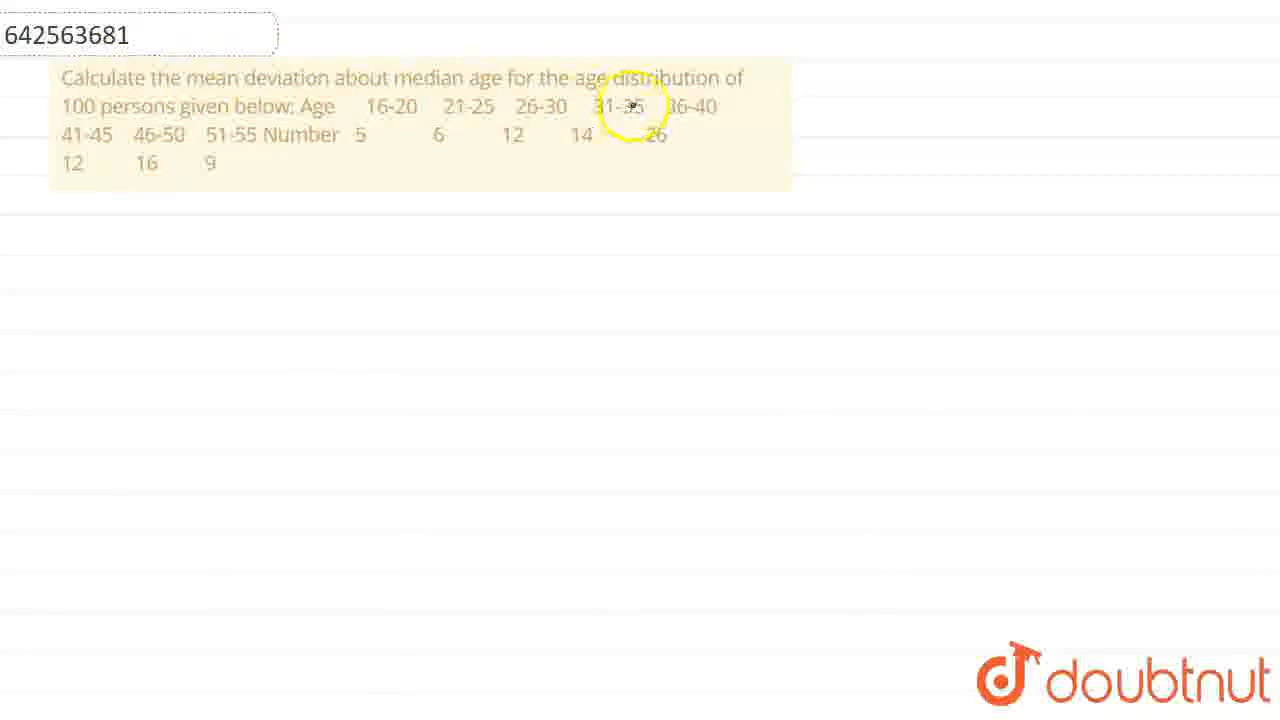 642563681
Calculate the mean deviation about median age for the age distribution of
100 persons given below: Age 16-20 21-25 26-30 31-35 36-40
41-45 46-50 51-55 Number 5 6 12 14 26
12 16 9
doubtnut